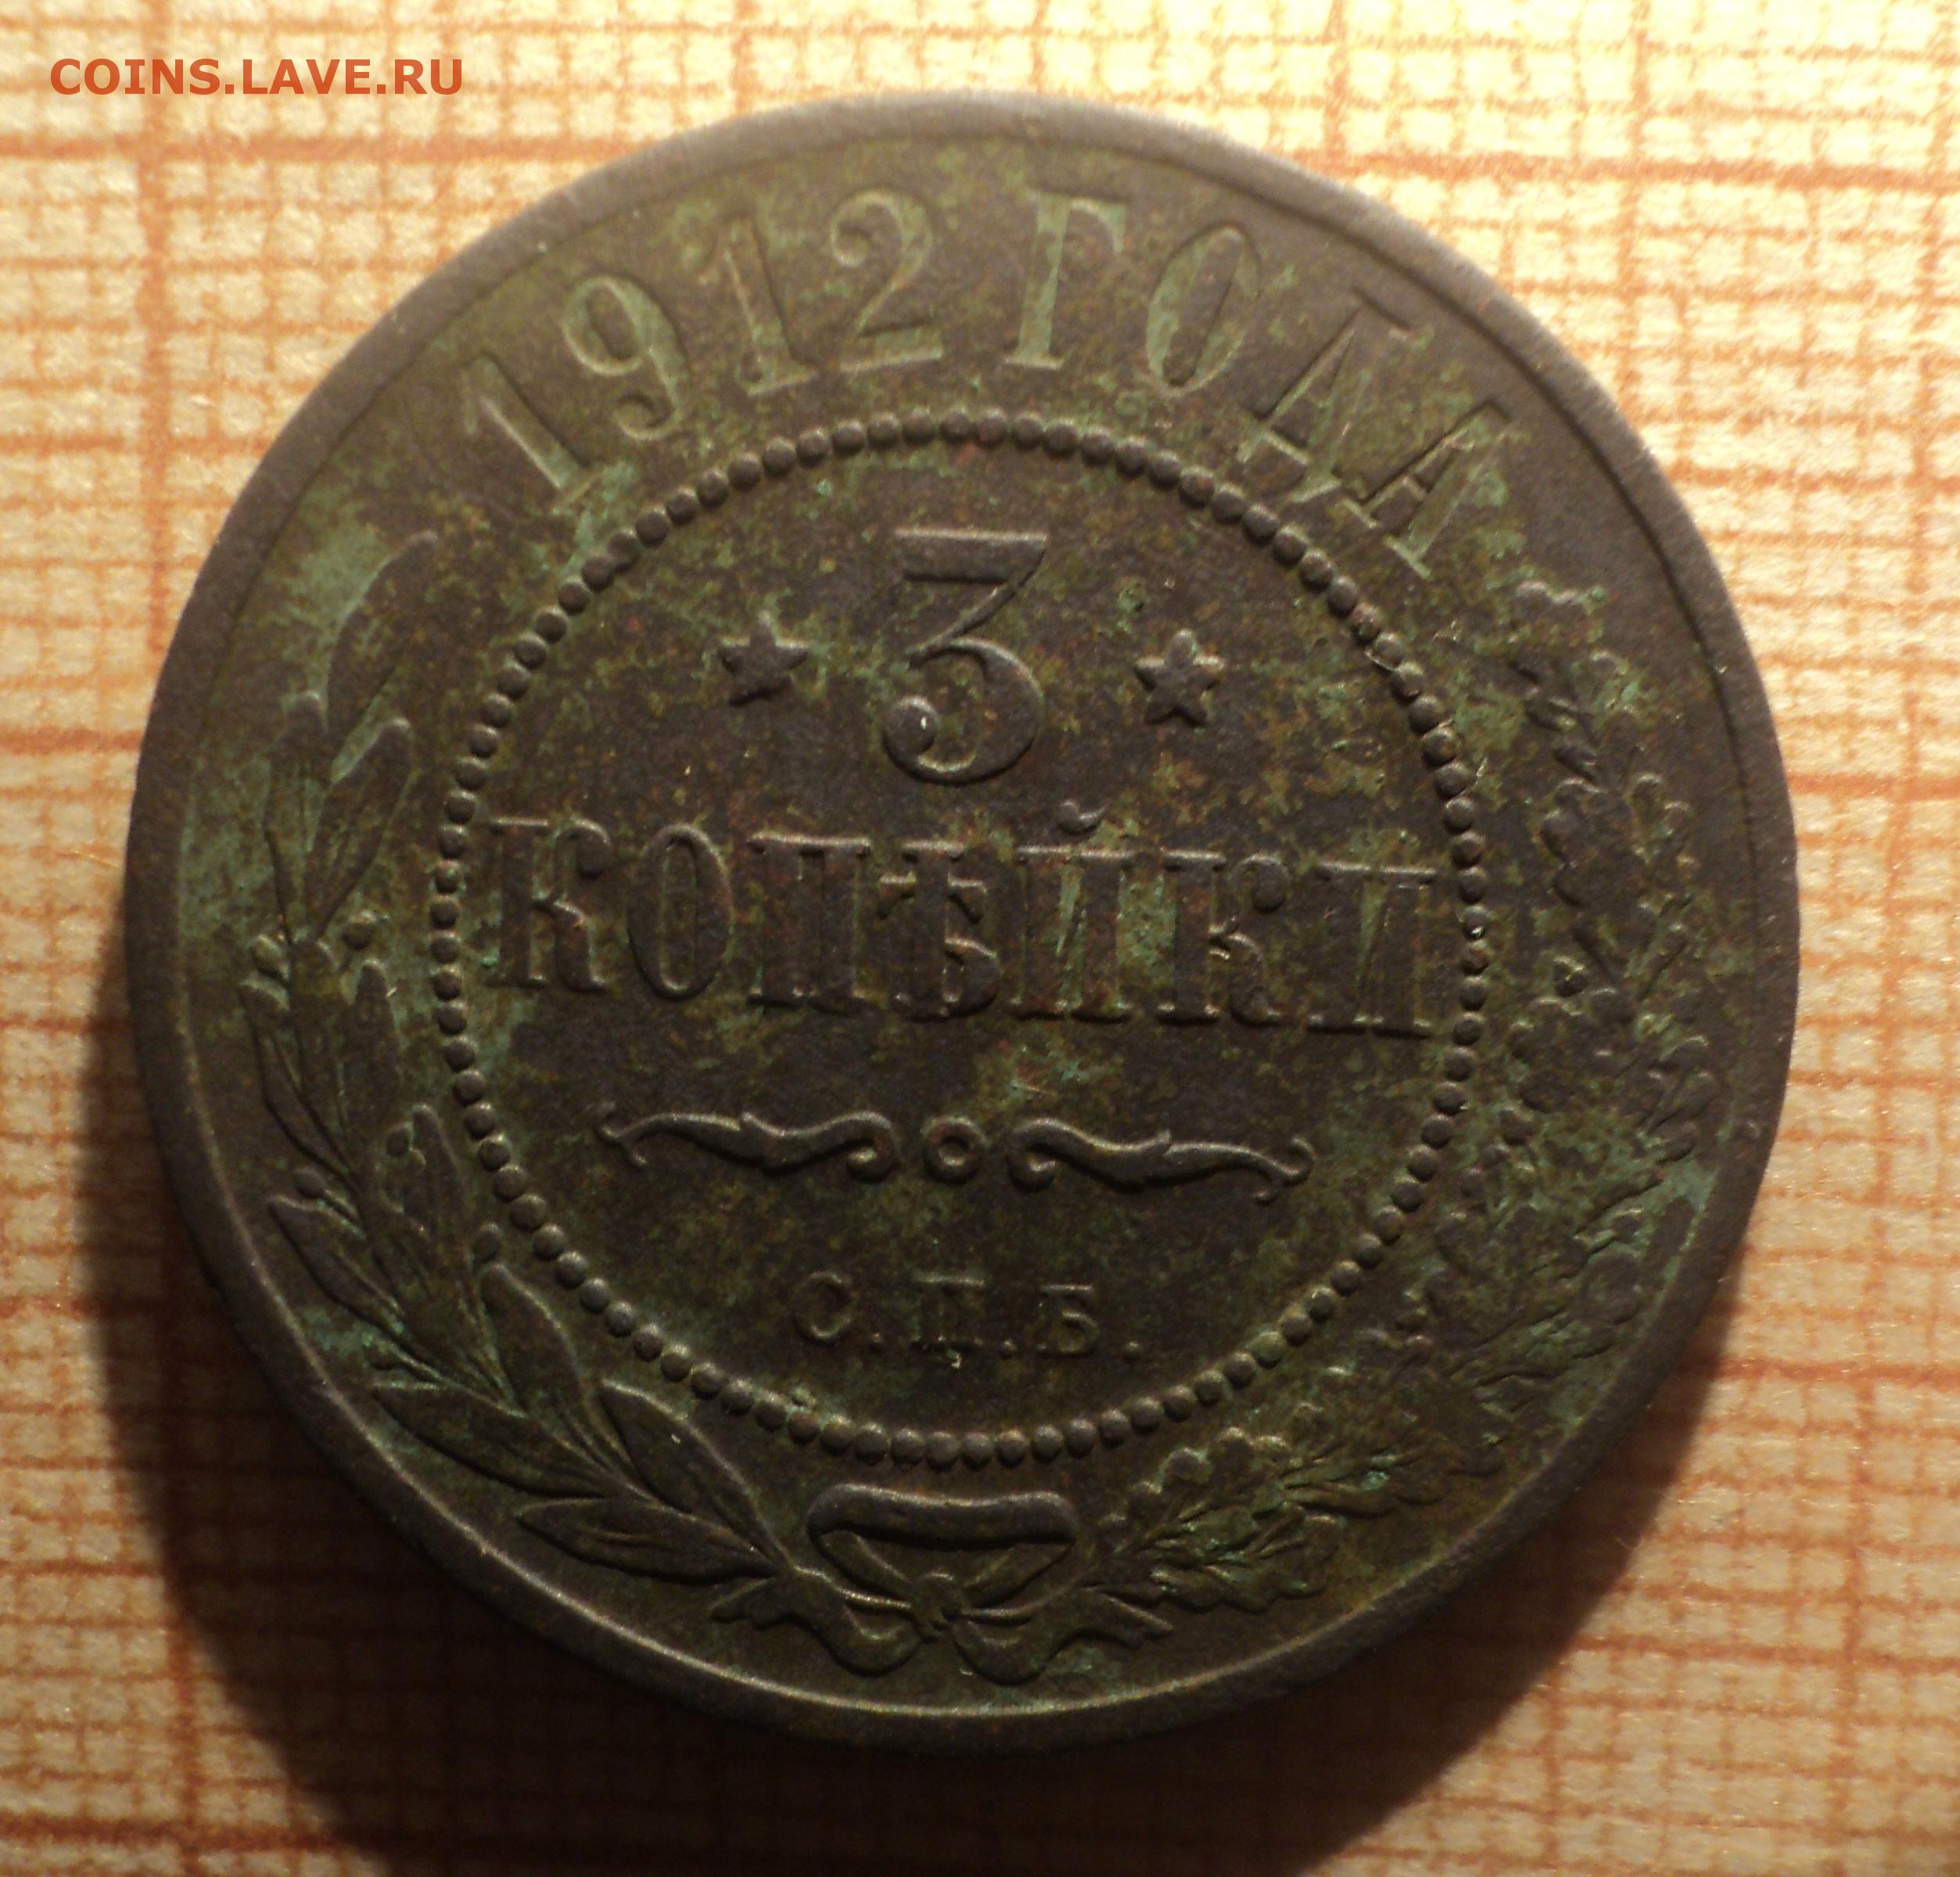 COINS.LAVE.RU
1912 ГОДА
3
КОПѢЙКИ
С.П.Б.